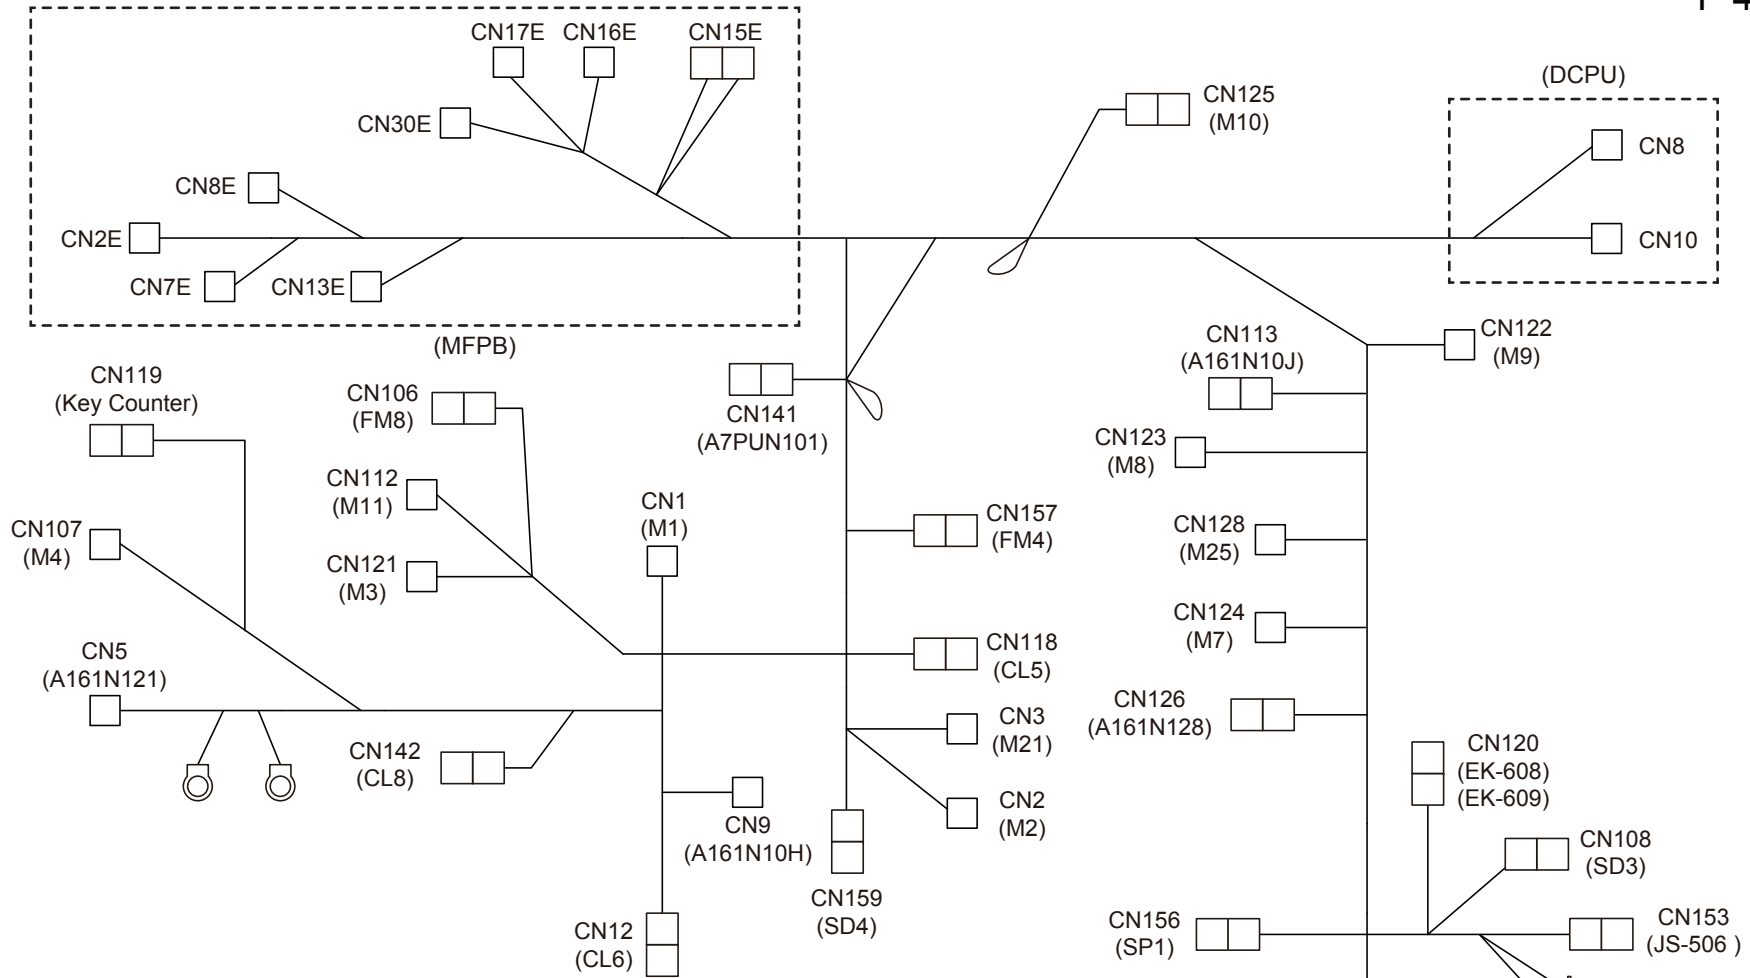 CN17E
CN16E
CN15E
CN30E
CN8E
CN2E
CN7E
CN13E
(MFPB)
CN125
(M10)
(DCPU)
CN8
CN10
CN122
(M9)
CN113
(A161N10J)
CN119
(Key Counter)
CN106
(FM8)
CN141
(A7PUN101)
CN123
(M8)
CN112
(M11)
CN1
(M1)
CN157
(FM4)
CN128
(M25)
CN107
(M4)
CN121
(M3)
CN124
(M7)
CN5
(A161N121)
CN118
(CL5)
CN126
(A161N128)
CN3
(M21)
CN142
(CL8)
CN120
(EK-608)
(EK-609)
CN2
(M2)
CN9
(A161N10H)
CN108
(SD3)
CN159
(SD4)
CN12
(CL6)
CN156
(SP1)
CN153
(JS-506 )